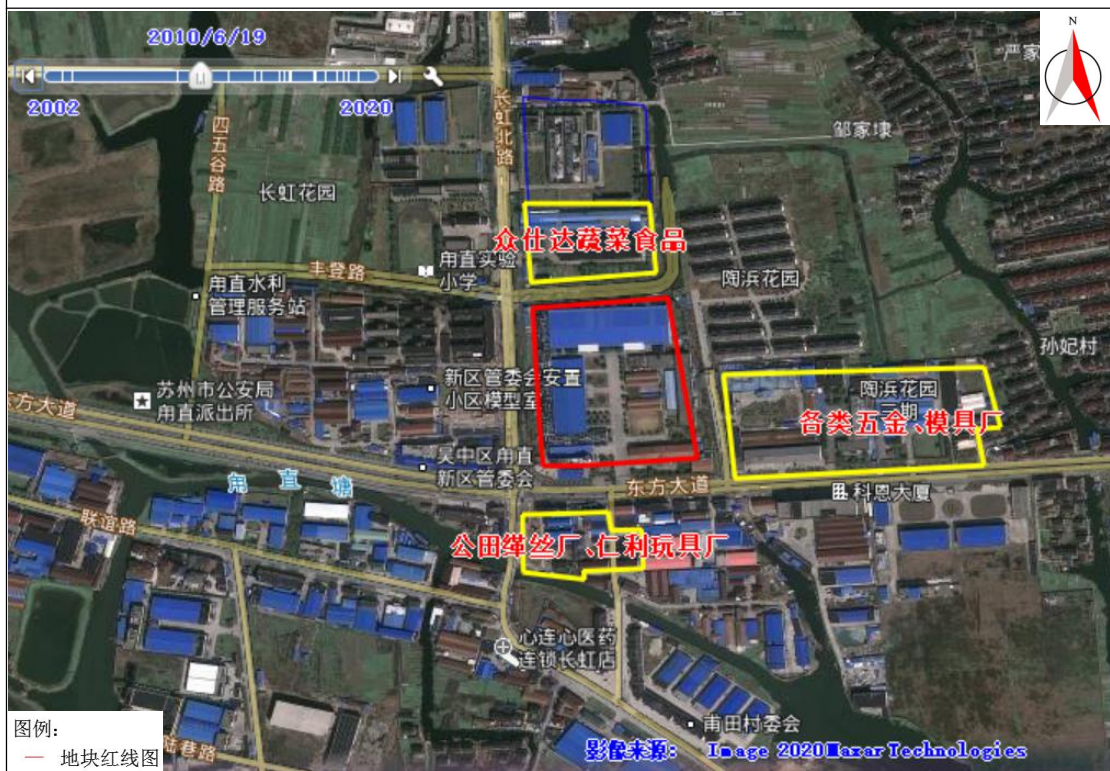 2010/6/19
2002
2020
N
严家
长虹北路
四五谷路
邹家埭
长虹花园
众仕达蔬菜食品
甪直实验
小学
丰登路
陶浜花园
甪直水利
管理服务站
孙妃村
新区管委会安置
小区模型室
苏州市公安局
甪直派出所
陶浜花园
二期
各类五金、模具厂
东方大道
吴中区甪直
新区管委会
东方大道
科恩大厦
甪直塘
联谊路
公田缂丝厂、仁利玩具厂
心连心医药
连锁长虹店
甫田村委会
图例：
地块红线图
陆巷路
影像来源： Image 2020 Maxar Technologies